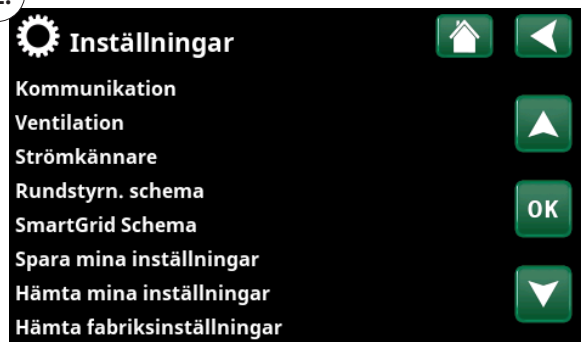 Inställningar
Kommunikation
Ventilation
Strömkännare
Rundstyrn. schema
SmartGrid Schema
OK
Spara mina inställningar
Hämta mina inställningar
Hämta fabriksinställningar